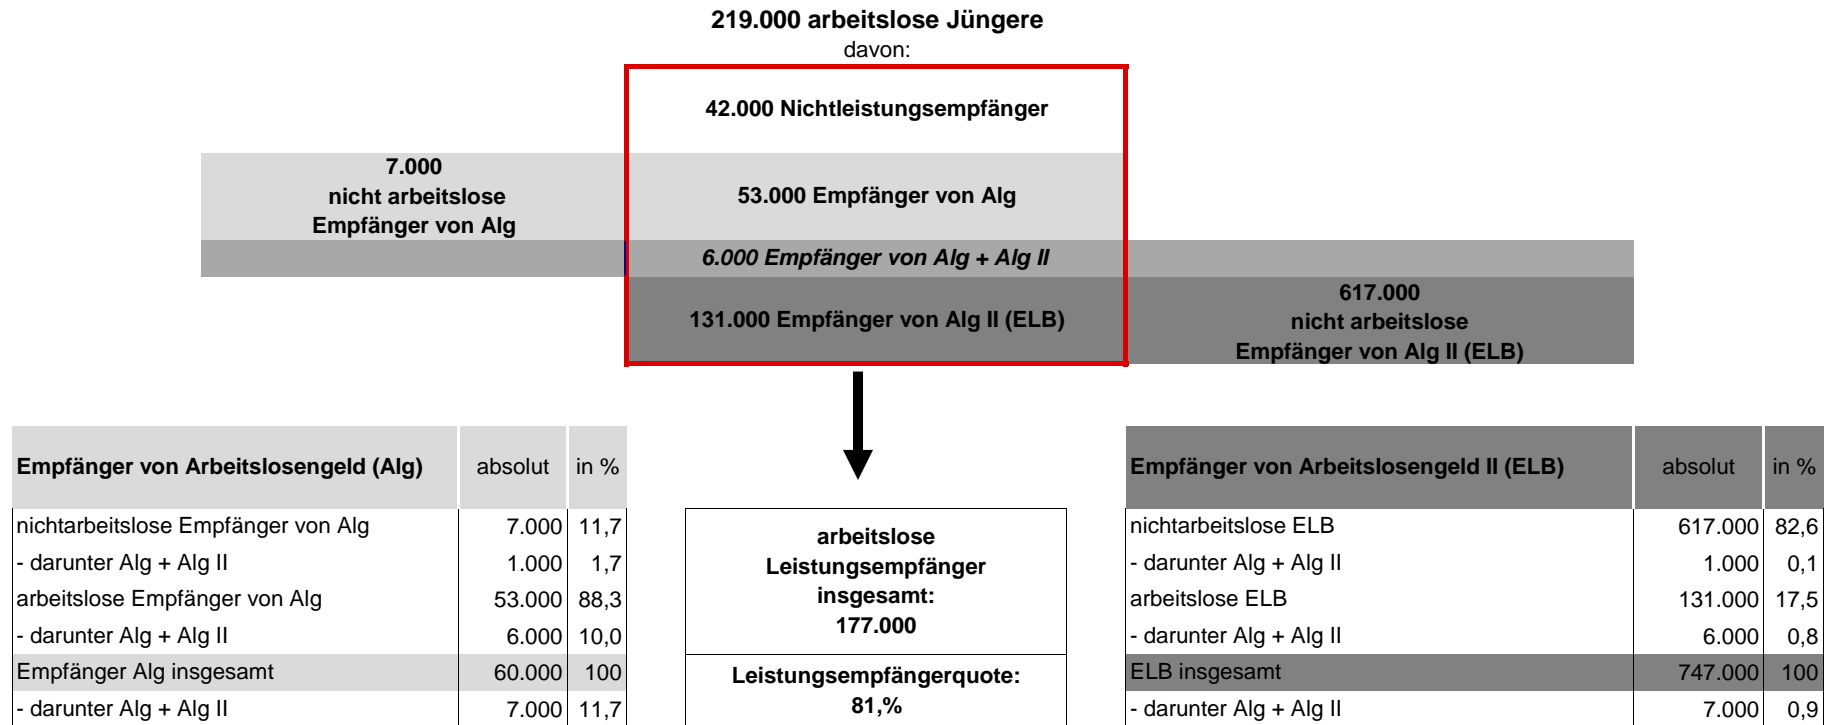 219.000 arbeitslose Jüngere
davon:
42.000 Nichtleistungsempfänger
7.000
nicht arbeitslose
Empfänger von Alg
53.000 Empfänger von Alg
6.000 Empfänger von Alg + Alg II
131.000 Empfänger von Alg II (ELB)
617.000
nicht arbeitslose
Empfänger von Alg II (ELB)
Empfänger von Arbeitslosengeld (Alg) absolut in %
nichtarbeitslose Empfänger von Alg 7.000 11,7
- darunter Alg + Alg II 1.000 1,7
arbeitslose Empfänger von Alg 53.000 88,3
- darunter Alg + Alg II 6.000 10,0
Empfänger Alg insgesamt 60.000 100
- darunter Alg + Alg II 7.000 11,7
arbeitslose
Leistungsempfänger
insgesamt:
177.000
Leistungsempfängerquote:
81,%
Empfänger von Arbeitslosengeld II (ELB) absolut in %
nichtarbeitslose ELB 617.000 82,6
- darunter Alg + Alg II 1.000 0,1
arbeitslose ELB 131.000 17,5
- darunter Alg + Alg II 6.000 0,8
ELB insgesamt 747.000 100
- darunter Alg + Alg II 7.000 0,9